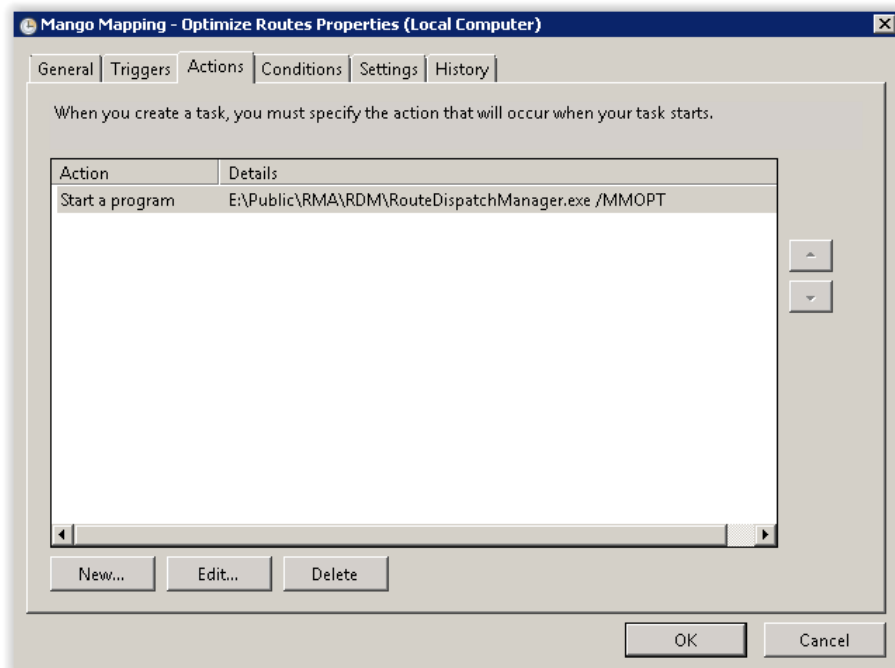 Mango Mapping - Optimize Routes Properties (Local Computer)
General Triggers Actions Conditions Settings History
When you create a task, you must specify the action that will occur when your task starts.
Action Details
Start a program E:\Public\RMA\RDM\RouteDispatchManager.exe /MMOPT
New... Edit... Delete
OK Cancel